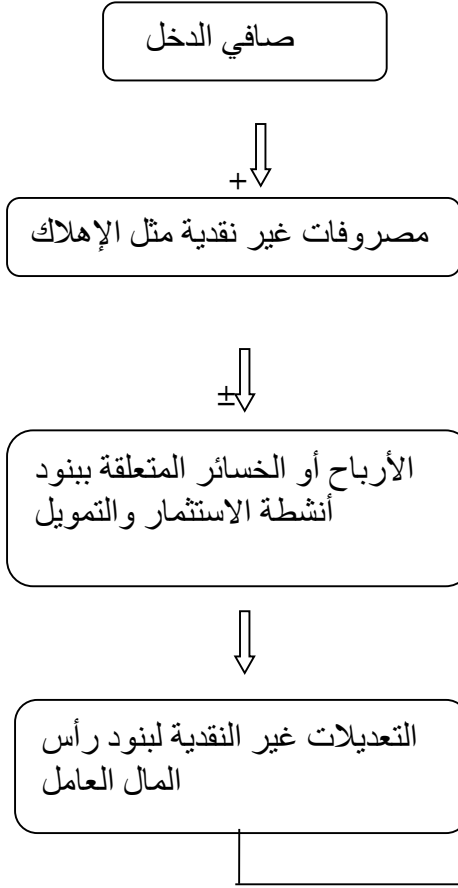 صافي الدخل
+
مصروفات غير نقدية مثل الإهلاك
±
الأرباح أو الخسائر المتعلقة ببنود
أنشطة الاستثمار والتمويل
التعديلات غير النقدية لبنود رأس
المال العامل